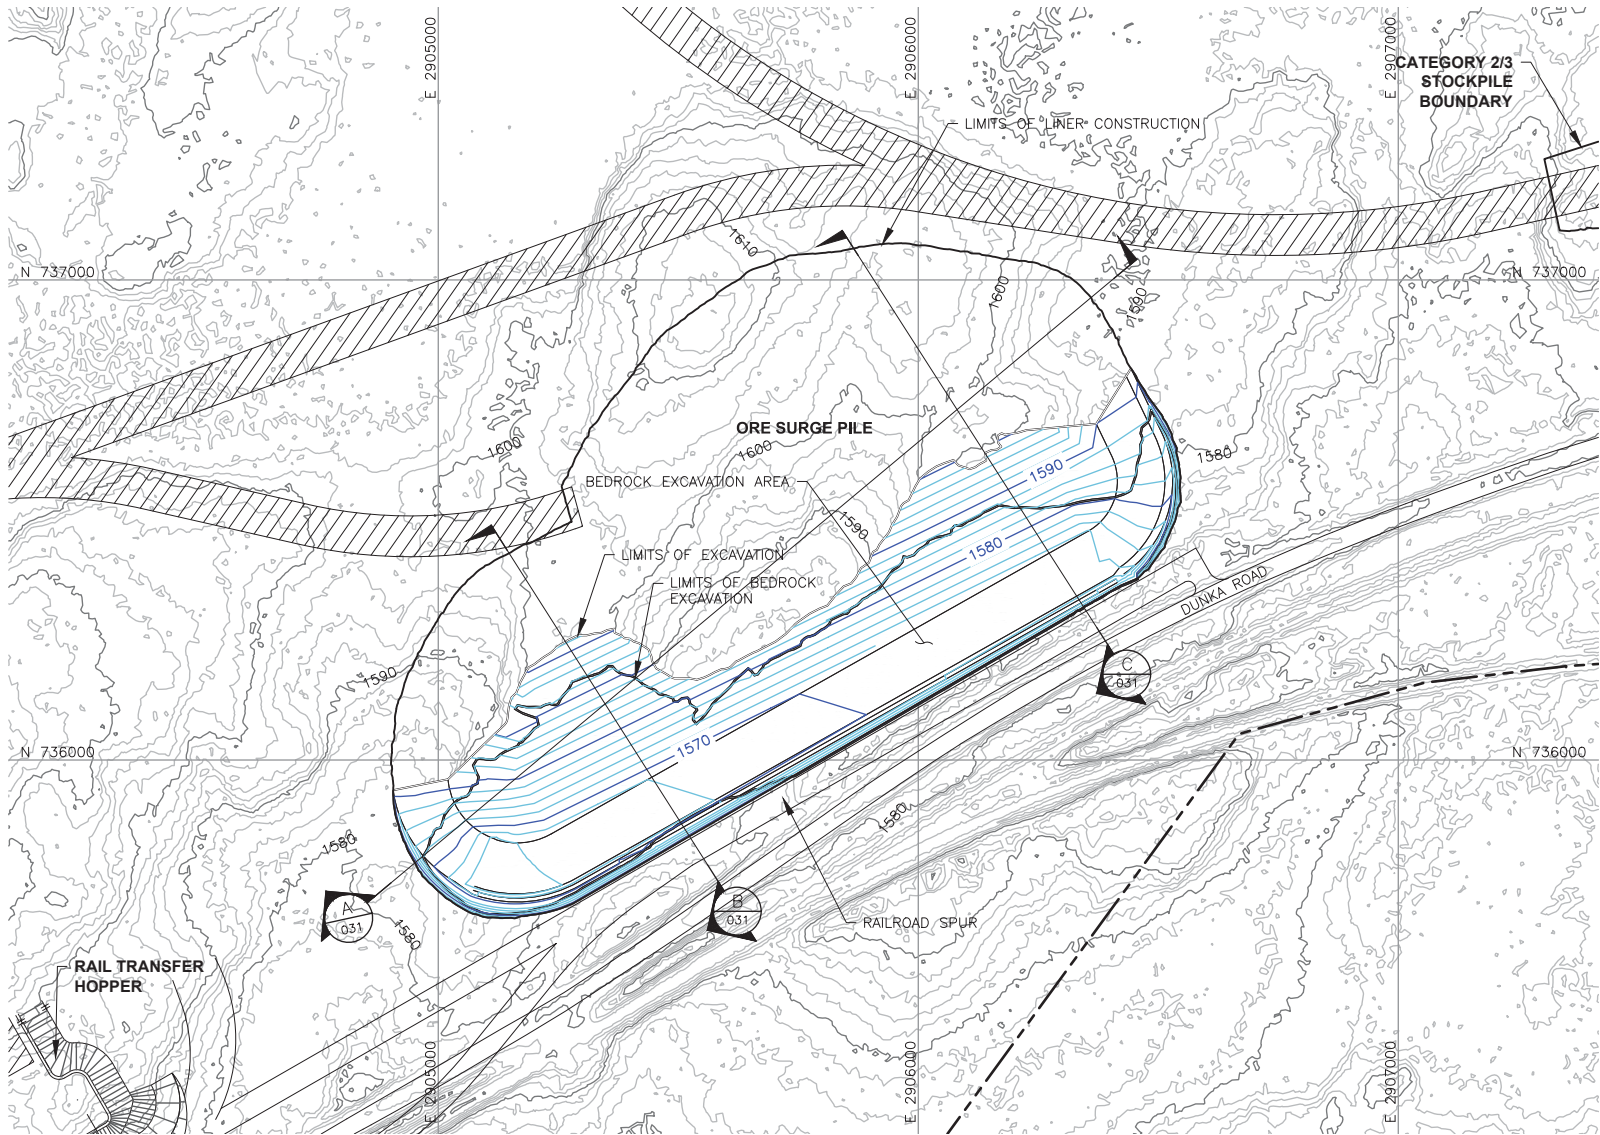 E 2905000
E 2906000
E 2907000
CATEGORY 2/3
STOCKPILE
BOUNDARY
LIMITS OF LINER CONSTRUCTION
1610
N 737000
N 737000
1600
1590
ORE SURGE PILE
1600
1600
1580
1590
BEDROCK EXCAVATION AREA
1590
1580
LIMITS OF EXCAVATION
LIMITS OF BEDROCK
EXCAVATION
DUNKA ROAD
C
031
1590
N 736000
1570
N 736000
1580
1580
A
031
B
031
1580
RAILROAD SPUR
RAIL TRANSFER
HOPPER
E 2905000
E 2906000
E 2907000